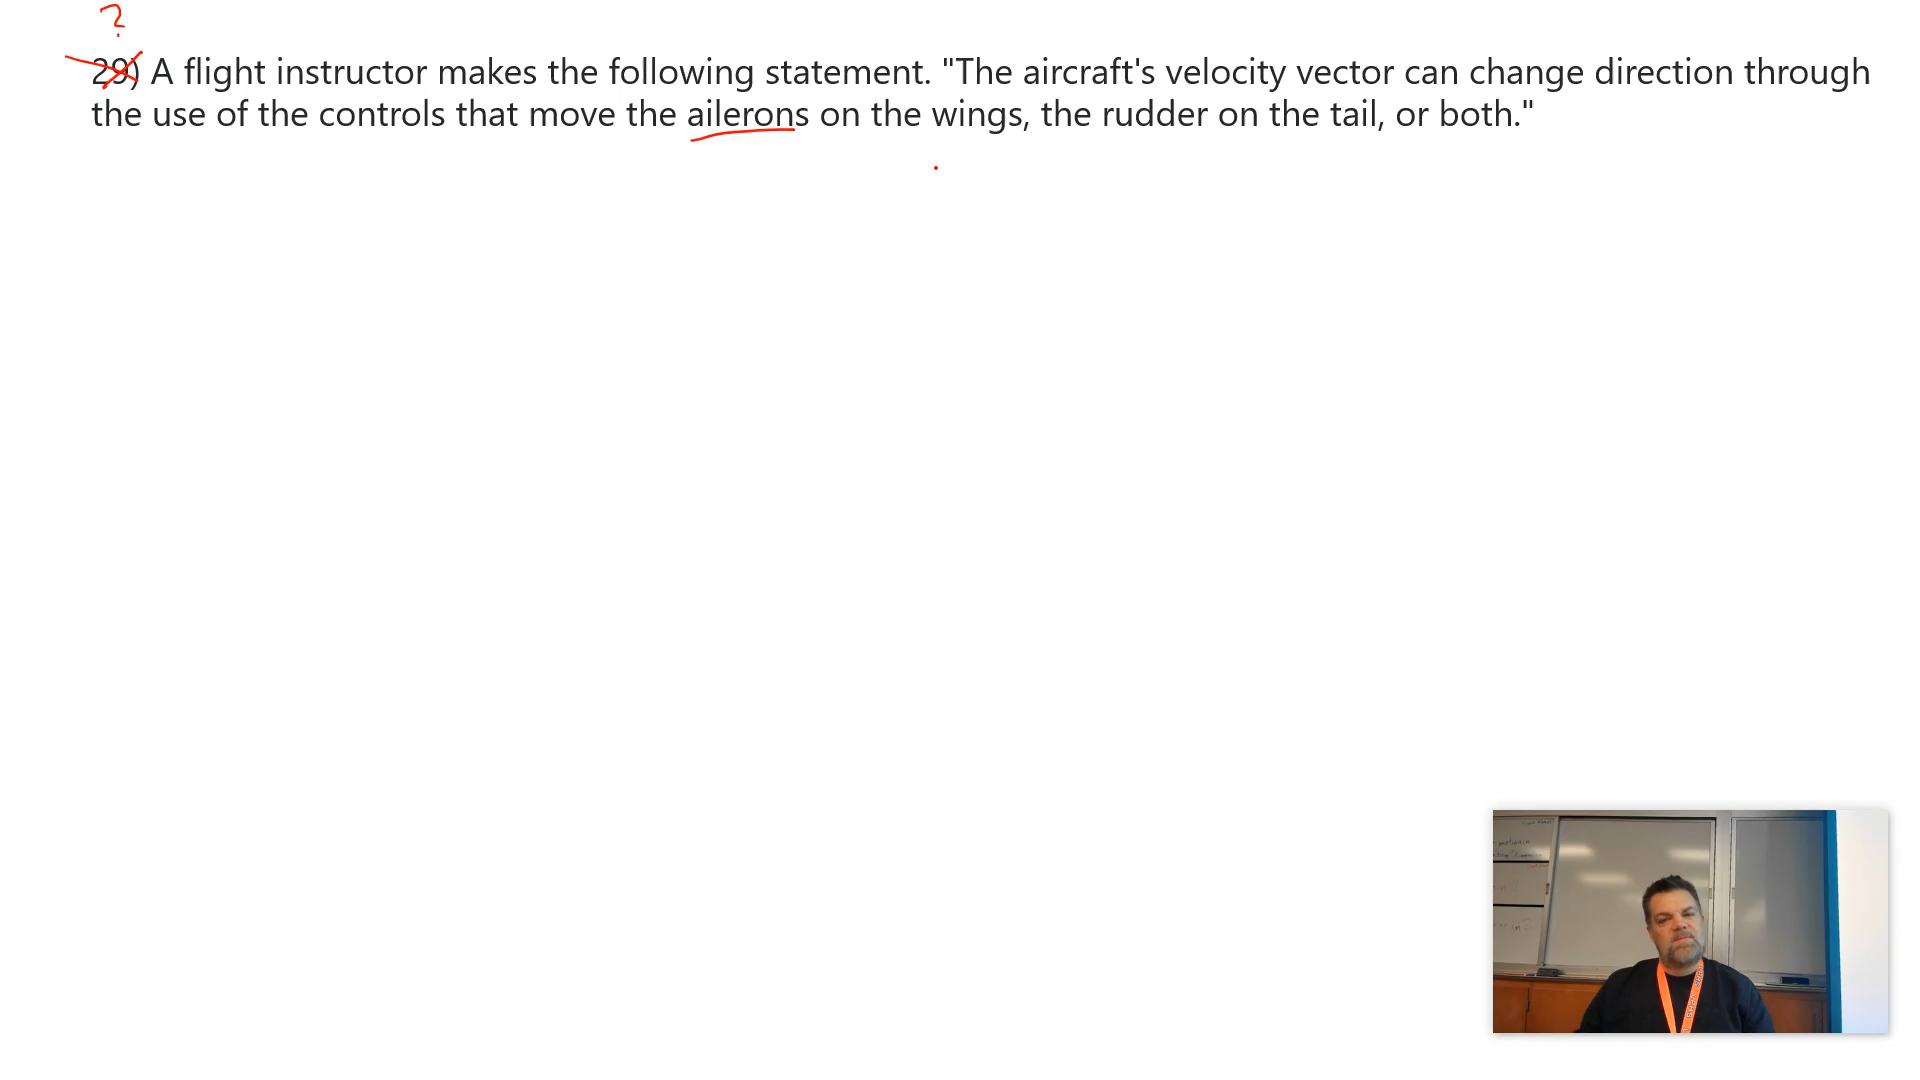 ?
29) A flight instructor makes the following statement. "The aircraft's velocity vector can change direction through
the use of the controls that move the ailerons on the wings, the rudder on the tail, or both."